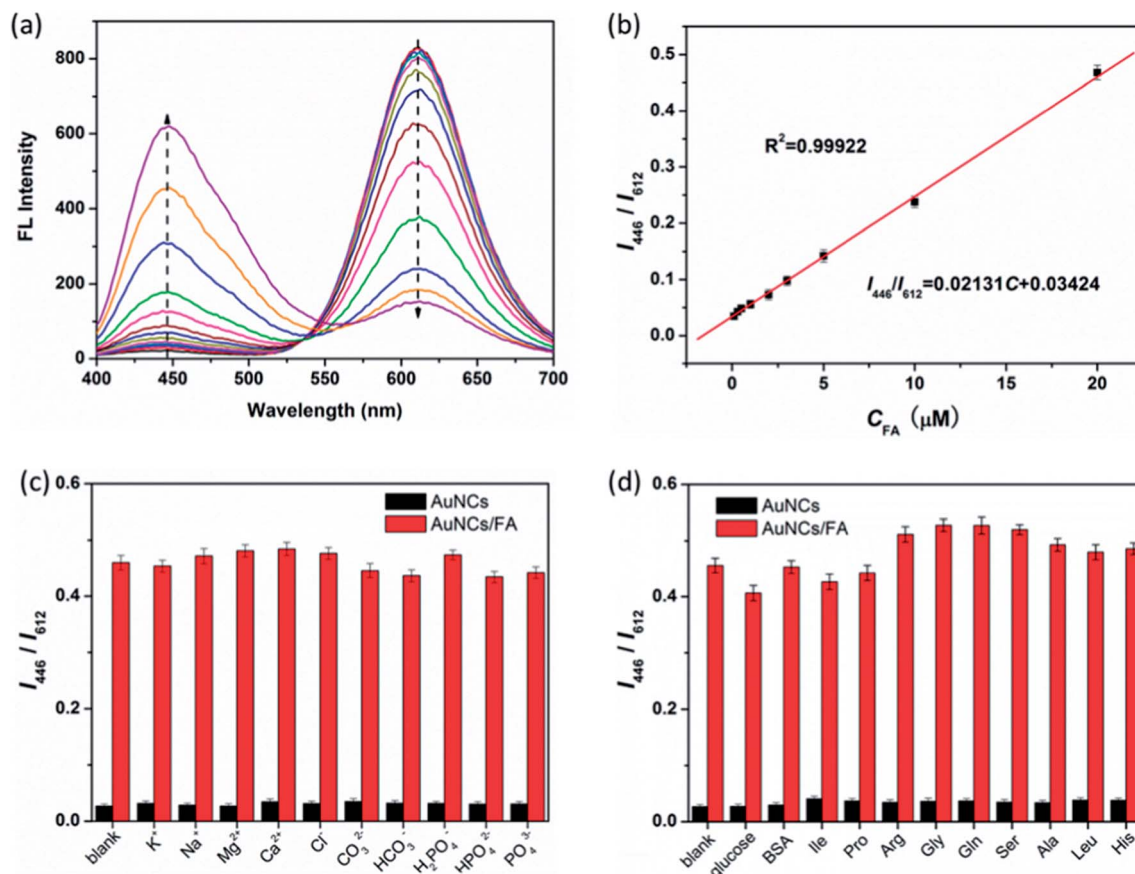 (a)
800
600
400
200
0
FL Intensity
400 450 500 550 600 650 700
Wavelength (nm)
(b)
0.5
0.4
0.3
0.2
0.1
0.0
I446 / I612
R²=0.99922
I446/I612=0.02131C+0.03424
0 5 10 15 20
CFA (μM)
(c)
0.6
0.4
0.2
0.0
I446 / I612
AuNCs
AuNCs/FA
blank K⁺ Na⁺ Mg²⁺ Ca²⁺ Cl⁻ CO₃²⁻ HCO₃⁻ H₂PO₄⁻ HPO₄²⁻ PO₄³⁻
(d)
0.6
0.4
0.2
0.0
I446 / I612
AuNCs
AuNCs/FA
blank glucose BSA Ile Pro Arg Gly Gln Ser Ala Leu His